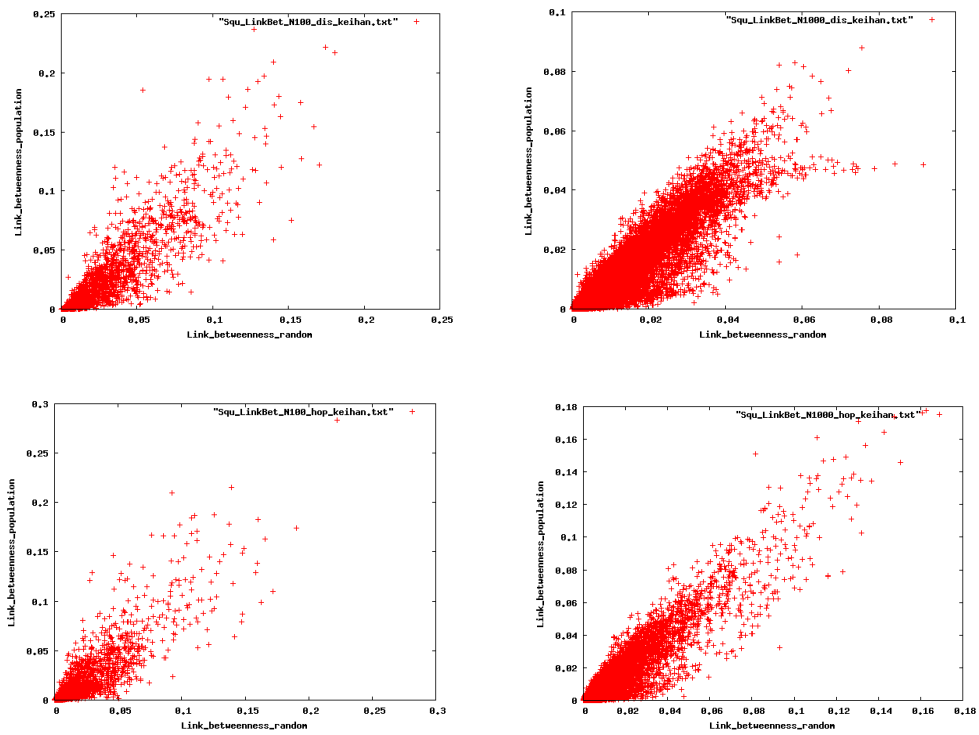 "Squ_LinkBet_N100_dis_keihan.txt"
0.25
0.2
0.15
0.1
0.05
0
Link_betweenness_population
0 0.05 0.1 0.15 0.2 0.25
Link_betweenness_random
"Squ_LinkBet_N1000_dis_keihan.txt"
0.1
0.08
0.06
0.04
0.02
0
Link_betweenness_population
0 0.02 0.04 0.06 0.08 0.1
Link_betweenness_random
"Squ_LinkBet_N100_hop_keihan.txt"
0.3
0.25
0.2
0.15
0.1
0.05
0
Link_betweenness_population
0 0.05 0.1 0.15 0.2 0.25 0.3
Link_betweenness_random
"Squ_LinkBet_N1000_hop_keihan.txt"
0.18
0.16
0.14
0.12
0.1
0.08
0.06
0.04
0.02
0
Link_betweenness_population
0 0.02 0.04 0.06 0.08 0.1 0.12 0.14 0.16 0.18
Link_betweenness_random